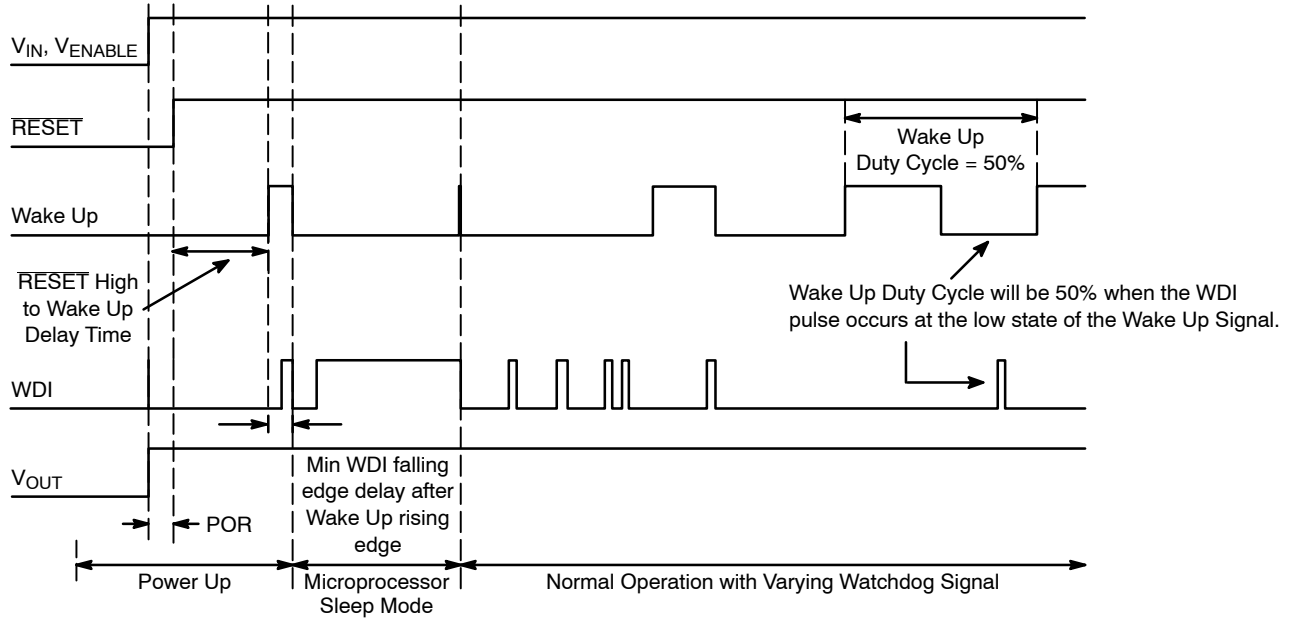 VIN, VENABLE
RESET
Wake Up
Duty Cycle = 50%
Wake Up
RESET High
to Wake Up
Delay Time
Wake Up Duty Cycle will be 50% when the WDI
pulse occurs at the low state of the Wake Up Signal.
WDI
VOUT
Min WDI falling
edge delay after
Wake Up rising
edge
POR
Power Up
Microprocessor
Sleep Mode
Normal Operation with Varying Watchdog Signal